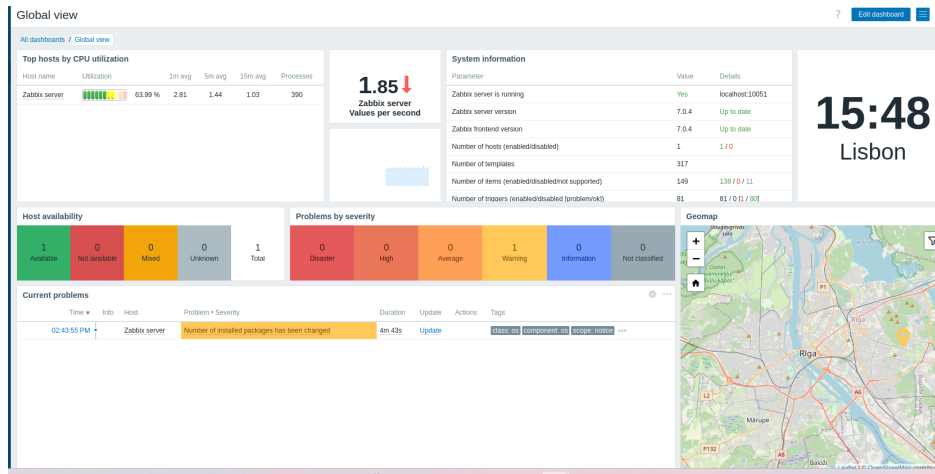 Global view
? Edit dashboard
All dashboards / Global view
Top hosts by CPU utilization
Host name Utilization 1m avg 5m avg 15m avg Processes
Zabbix server 63.99 % 2.81 1.44 1.03 390
1.85
Zabbix server
Values per second
System information
Parameter Value Details
Zabbix server is running Yes localhost:10051
Zabbix server version 7.0.4 Up to date
Zabbix frontend version 7.0.4 Up to date
Number of hosts (enabled/disabled) 1 1 / 0
Number of templates 317
Number of items (enabled/disabled/not supported) 149 138 / 0 / 11
Number of triggers (enabled/disabled [problem/ok]) 81 81 / 0 [1 / 80]
15:48
Lisbon
Host availability
1 0 0 0 1
Available Not available Mixed Unknown Total
Problems by severity
0 0 0 1 0 0
Disaster High Average Warning Information Not classified
Current problems
Time Info Host Problem • Severity Duration Update Actions Tags
02:43:55 PM Zabbix server Number of installed packages has been changed 4m 43s Update class: os component: os scope: notice
Geomap
+
−
P1
Rīga
Rīga
A6
L2
Mārupe
P132
A8
Baloži
Leaflet | © OpenStreetMap